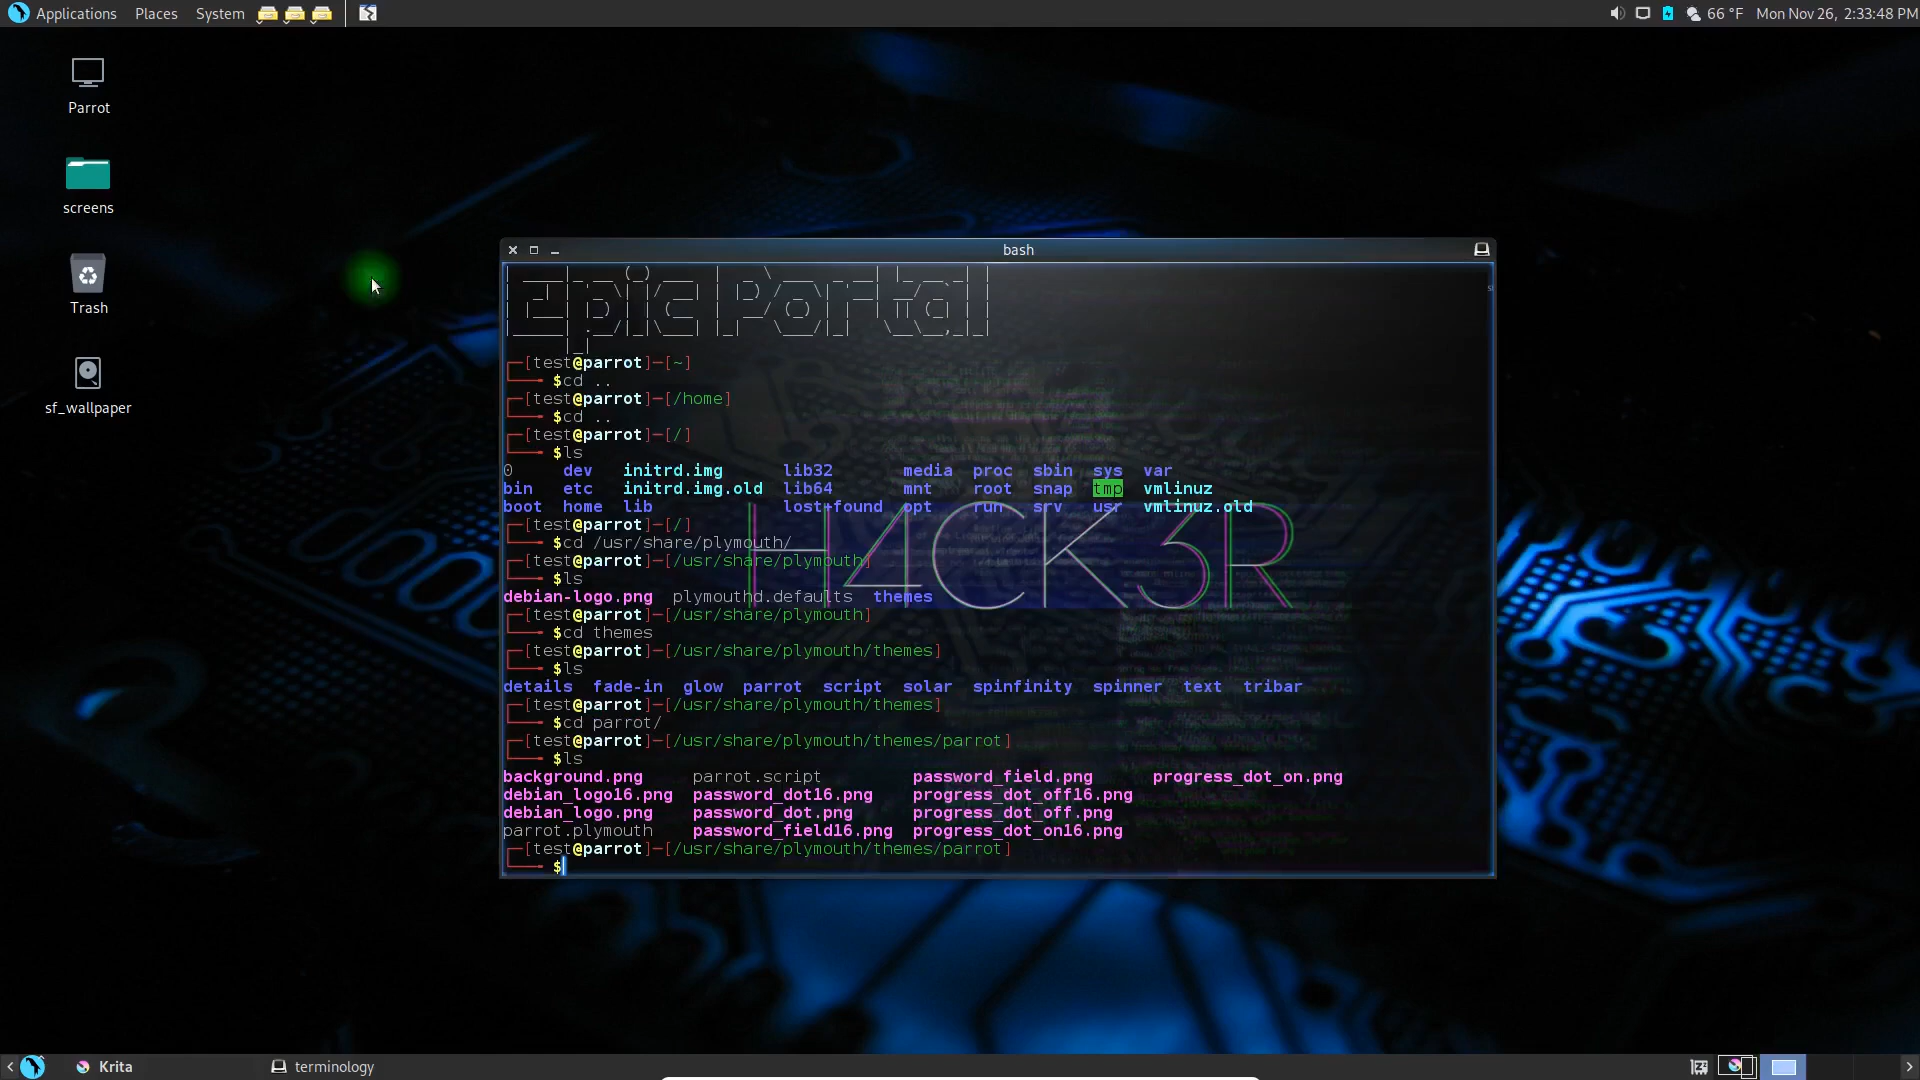 Applications Places System
66 °F Mon Nov 26, 2:33:48 PM
Parrot
screens
Trash
sf_wallpaper
bash
Epic Portal
[test@parrot]-[~]
$cd ..
[test@parrot]-[/home]
$cd ..
[test@parrot]-[/]
$ls
0 dev initrd.img lib32 media proc sbin sys var
bin etc initrd.img.old lib64 mnt root snap tmp vmlinuz
boot home lib lost+found opt run srv usr vmlinuz.old
[test@parrot]-[/]
$cd /usr/share/plymouth/
[test@parrot]-[/usr/share/plymouth]
$ls
debian-logo.png plymouthd.defaults themes
[test@parrot]-[/usr/share/plymouth]
$cd themes
[test@parrot]-[/usr/share/plymouth/themes]
$ls
details fade-in glow parrot script solar spinfinity spinner text tribar
[test@parrot]-[/usr/share/plymouth/themes]
$cd parrot/
[test@parrot]-[/usr/share/plymouth/themes/parrot]
$ls
background.png parrot.script password_field.png progress_dot_on.png
debian_logo16.png password_dot16.png progress_dot_off16.png
debian_logo.png password_dot.png progress_dot_off.png
parrot.plymouth password_field16.png progress_dot_on16.png
[test@parrot]-[/usr/share/plymouth/themes/parrot]
$
H4CK3R
Krita
terminology